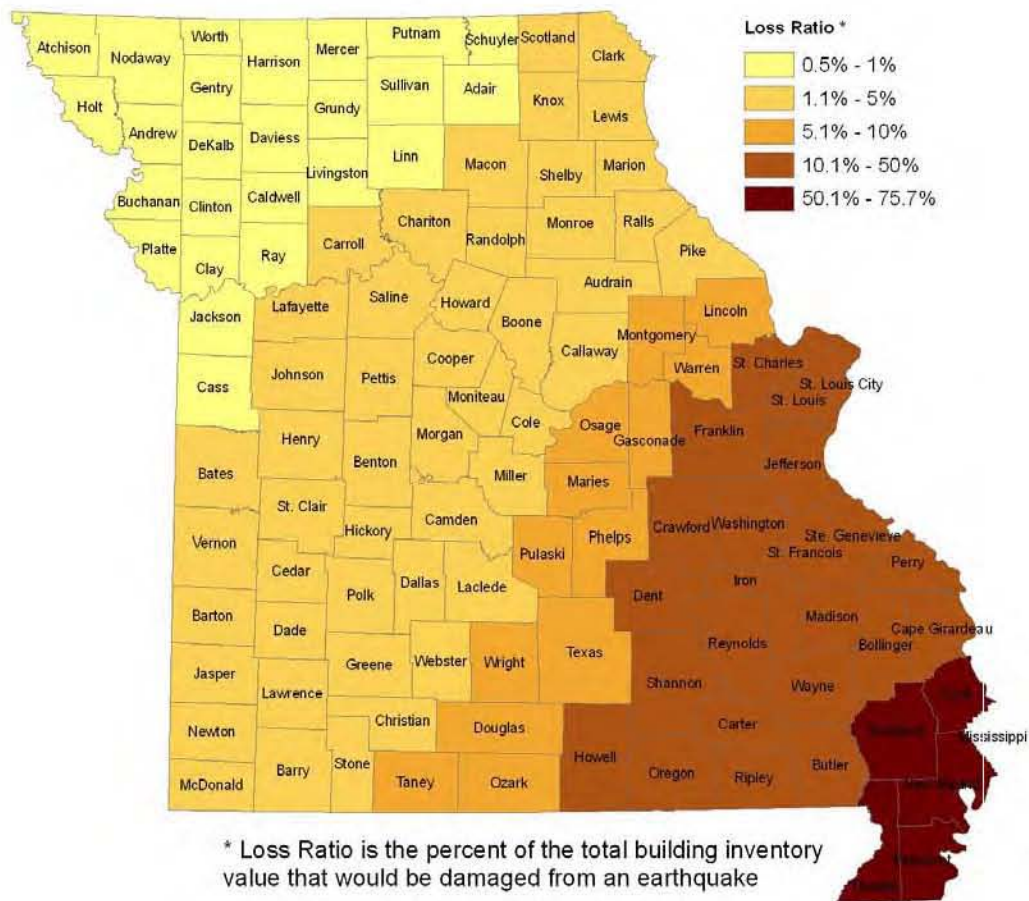 Loss Ratio *
0.5% - 1%
1.1% - 5%
5.1% - 10%
10.1% - 50%
50.1% - 75.7%
Atchison
Nodaway
Worth
Harrison
Mercer
Putnam
Schuyler
Scotland
Clark
Holt
Gentry
Sullivan
Adair
Knox
Lewis
Andrew
DeKalb
Daviess
Grundy
Linn
Macon
Shelby
Marion
Buchanan
Clinton
Caldwell
Livingston
Chariton
Randolph
Monroe
Ralls
Pike
Platte
Clay
Ray
Carroll
Audrain
Jackson
Lafayette
Saline
Howard
Boone
Callaway
Montgomery
Lincoln
Warren
St. Charles
St. Louis City
St. Louis
Cass
Johnson
Pettis
Cooper
Moniteau
Cole
Osage
Gasconade
Franklin
Jefferson
Bates
Henry
Benton
Morgan
Miller
Maries
St. Clair
Hickory
Camden
Pulaski
Phelps
Crawford
Washington
Ste. Genevieve
St. Francois
Perry
Vernon
Cedar
Polk
Dallas
Laclede
Dent
Iron
Madison
Cape Girardeau
Bollinger
Barton
Dade
Greene
Webster
Wright
Texas
Reynolds
Shannon
Wayne
Jasper
Lawrence
Christian
Douglas
Carter
Mississippi
Newton
Stone
Howell
Oregon
Ripley
Butler
McDonald
Barry
Taney
Ozark
* Loss Ratio is the percent of the total building inventory
value that would be damaged from an earthquake